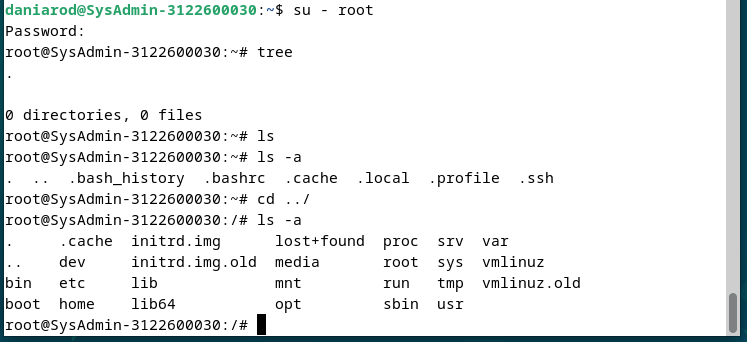 daniarod@SysAdmin-3122600030:~$ su - root
Password:
root@SysAdmin-3122600030:~# tree
.

0 directories, 0 files
root@SysAdmin-3122600030:~# ls
root@SysAdmin-3122600030:~# ls -a
.  ..  .bash_history  .bashrc  .cache  .local  .profile  .ssh
root@SysAdmin-3122600030:~# cd ../
root@SysAdmin-3122600030:/# ls -a
.     .cache  initrd.img      lost+found  proc  srv  var
..    dev     initrd.img.old  media       root  sys  vmlinuz
bin   etc     lib             mnt         run   tmp  vmlinuz.old
boot  home    lib64           opt         sbin  usr
root@SysAdmin-3122600030:/#